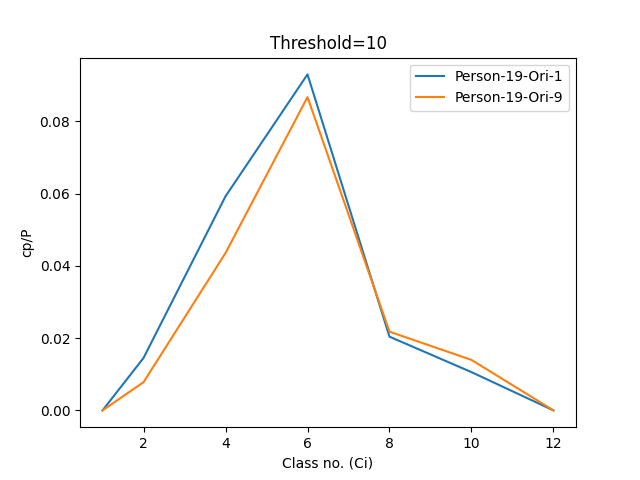 Threshold=10
Person-19-Ori-1
Person-19-Ori-9
cp/P
0.08
0.06
0.04
0.02
0.00
2 4 6 8 10 12
Class no. (Ci)